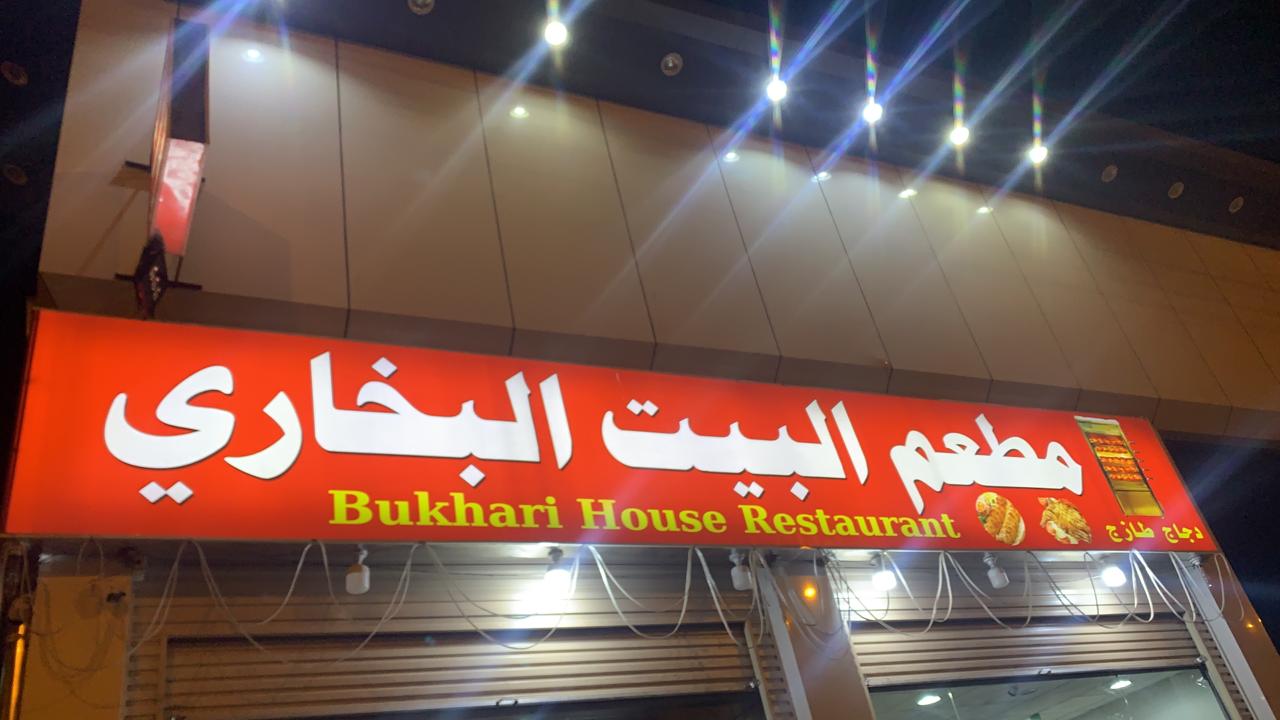 مطعم البيت البخاري
Bukhari House Restaurant
دجاج طازج